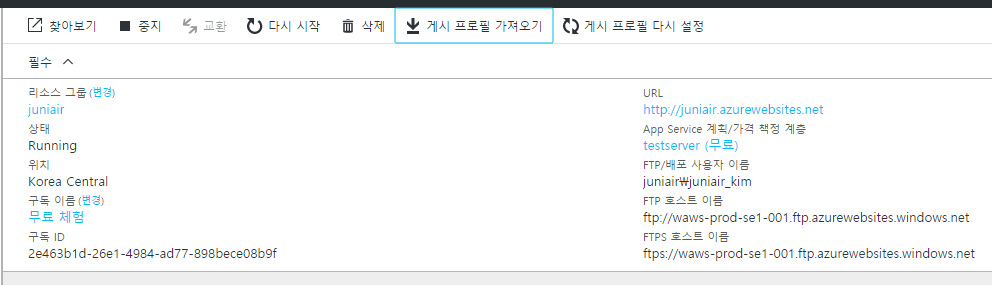 찾아보기 중지 교환 다시 시작 삭제 게시 프로필 가져오기 게시 프로필 다시 설정
필수
리소스 그룹 (변경)
juniair
상태
Running
위치
Korea Central
구독 이름 (변경)
무료 체험
구독 ID
2e463b1d-26e1-4984-ad77-898bece08b9f
URL
http://juniair.azurewebsites.net
App Service 계획/가격 책정 계층
testserver (무료)
FTP/배포 사용자 이름
juniair₩juniair_kim
FTP 호스트 이름
ftp://waws-prod-se1-001.ftp.azurewebsites.windows.net
FTPS 호스트 이름
ftps://waws-prod-se1-001.ftp.azurewebsites.windows.net